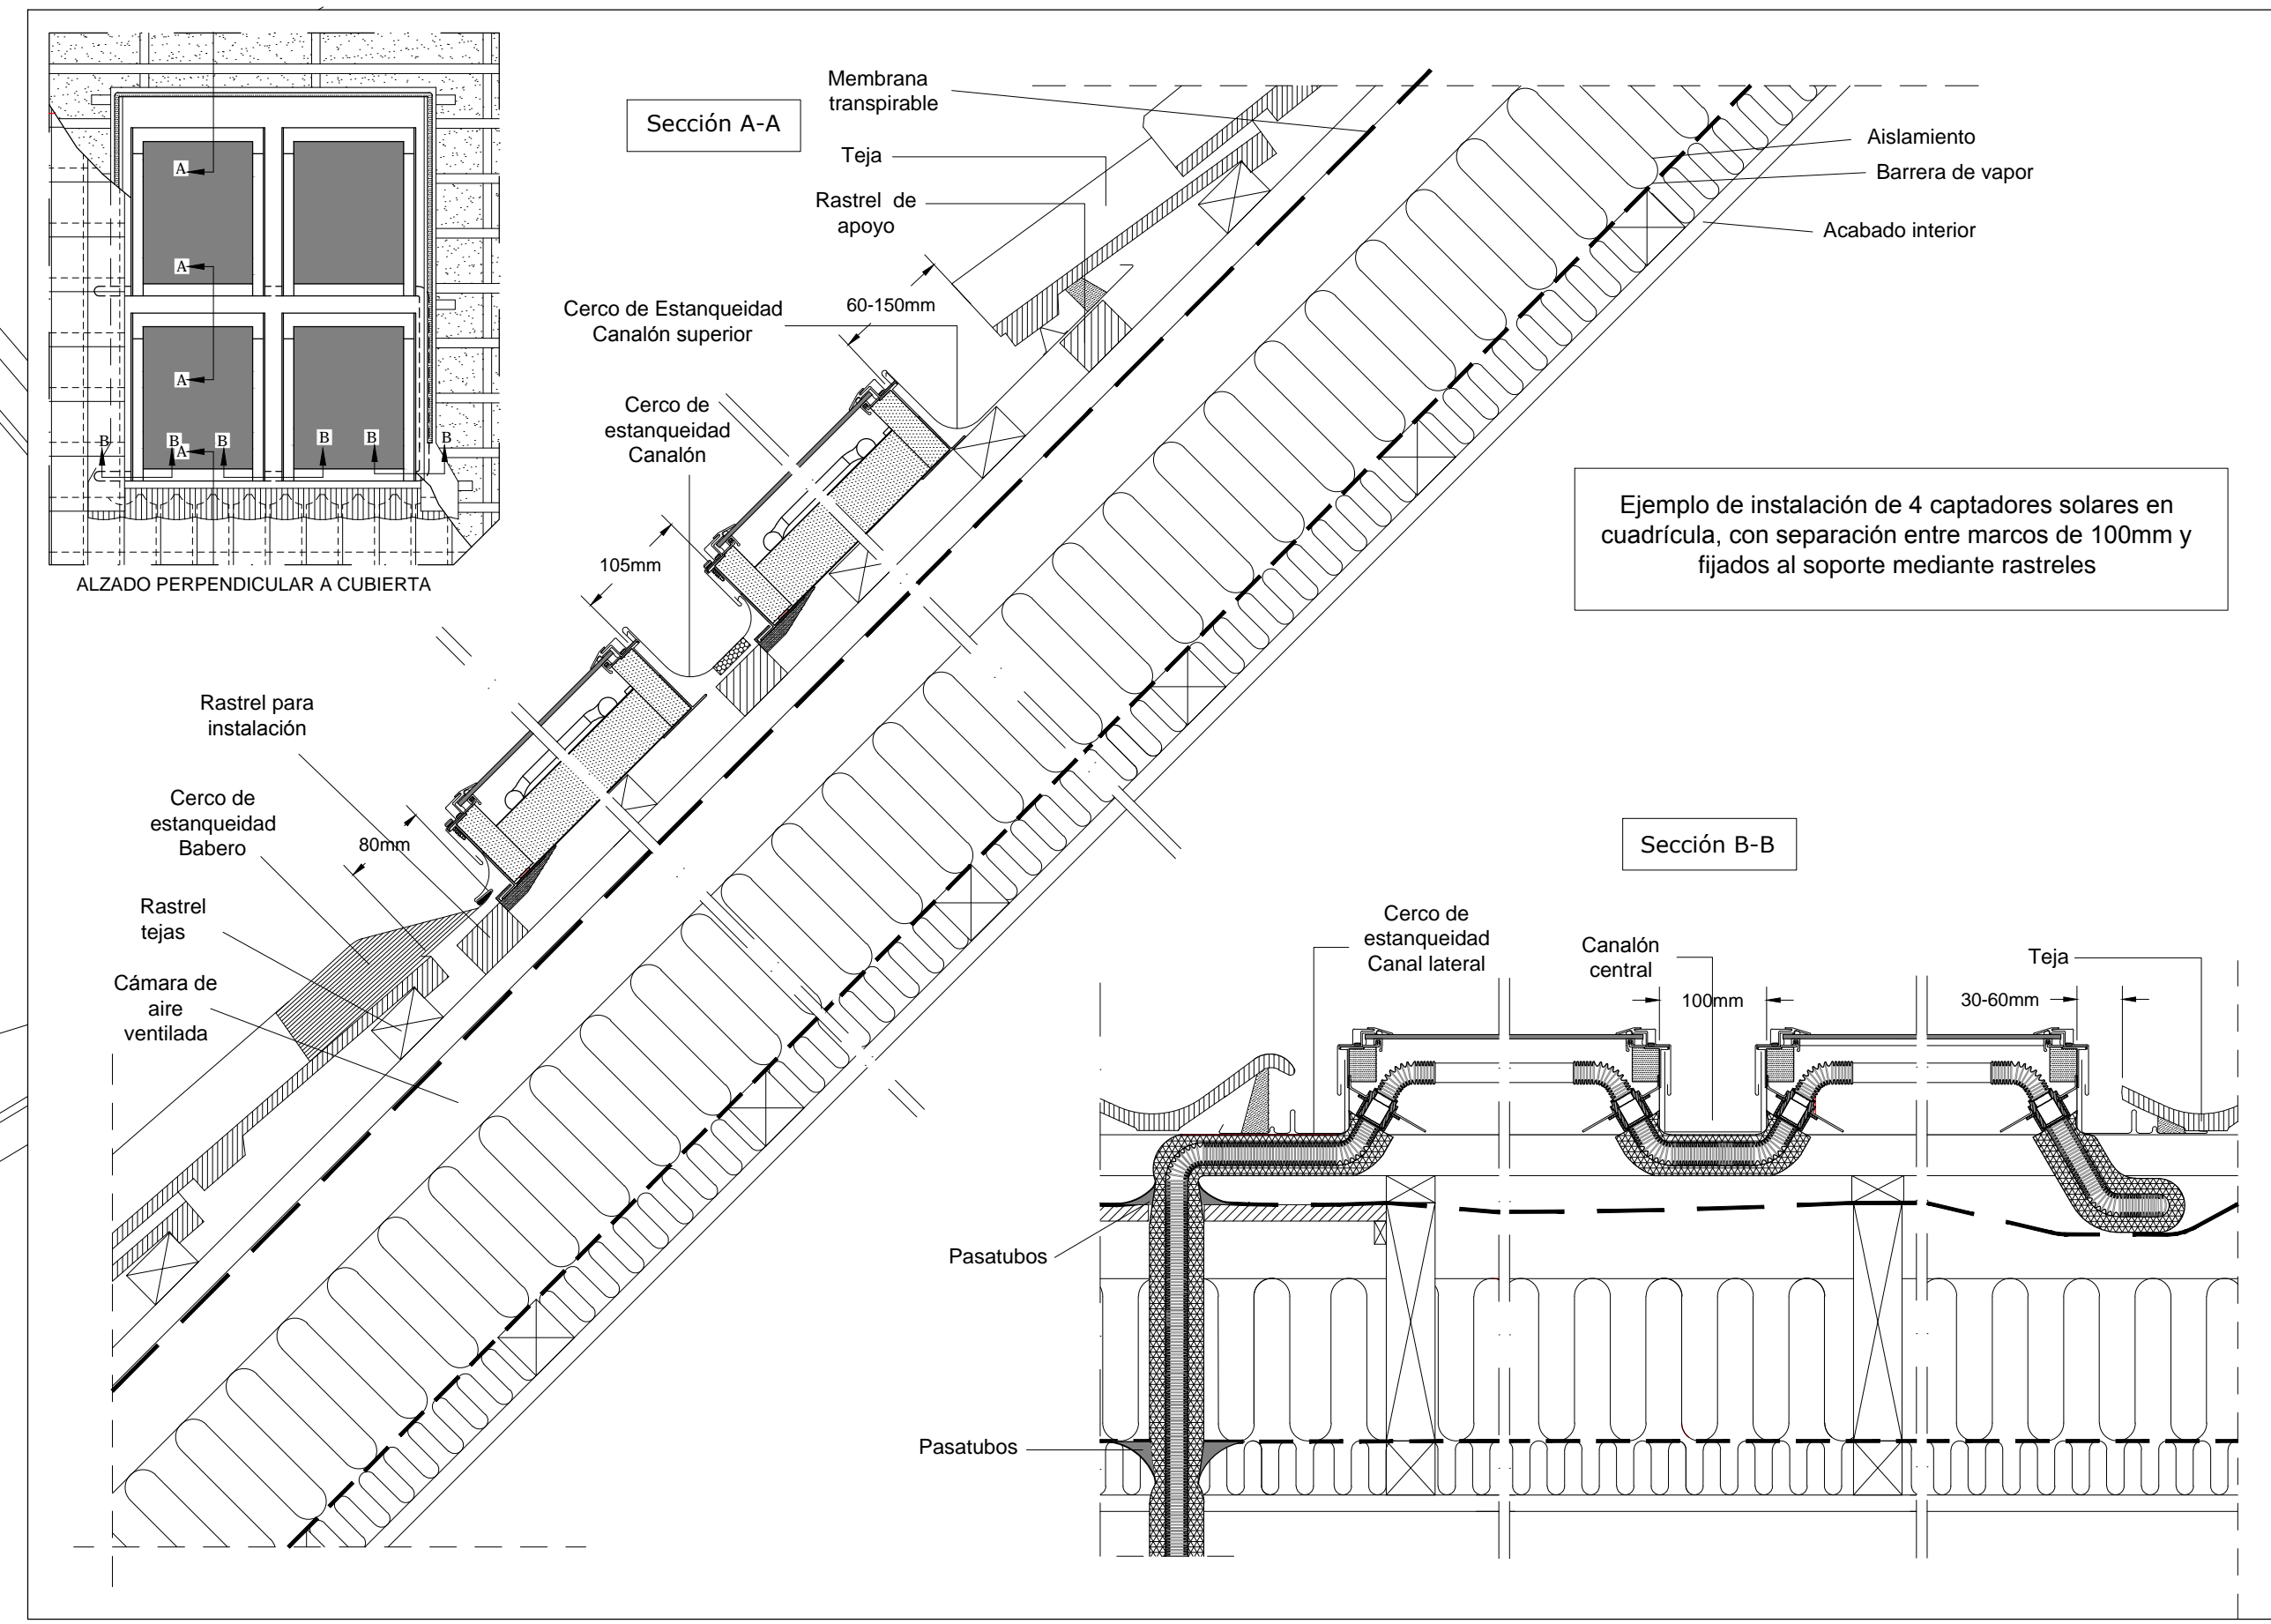 A
A
A
B
B
B
A
B
B
B
ALZADO PERPENDICULAR A CUBIERTA
Sección A-A
Membrana
transpirable
Teja
Rastrel de
apoyo
60-150mm
Cerco de Estanqueidad
Canalón superior
Cerco de
estanqueidad
Canalón
105mm
Rastrel para
instalación
Cerco de
estanqueidad
Babero
80mm
Rastrel
tejas
Cámara de
aire
ventilada
Aislamiento
Barrera de vapor
Acabado interior
Ejemplo de instalación de 4 captadores solares en
cuadrícula, con separación entre marcos de 100mm y
fijados al soporte mediante rastreles
Sección B-B
Cerco de
estanqueidad
Canal lateral
Canalón
central
100mm
30-60mm
Teja
Pasatubos
Pasatubos